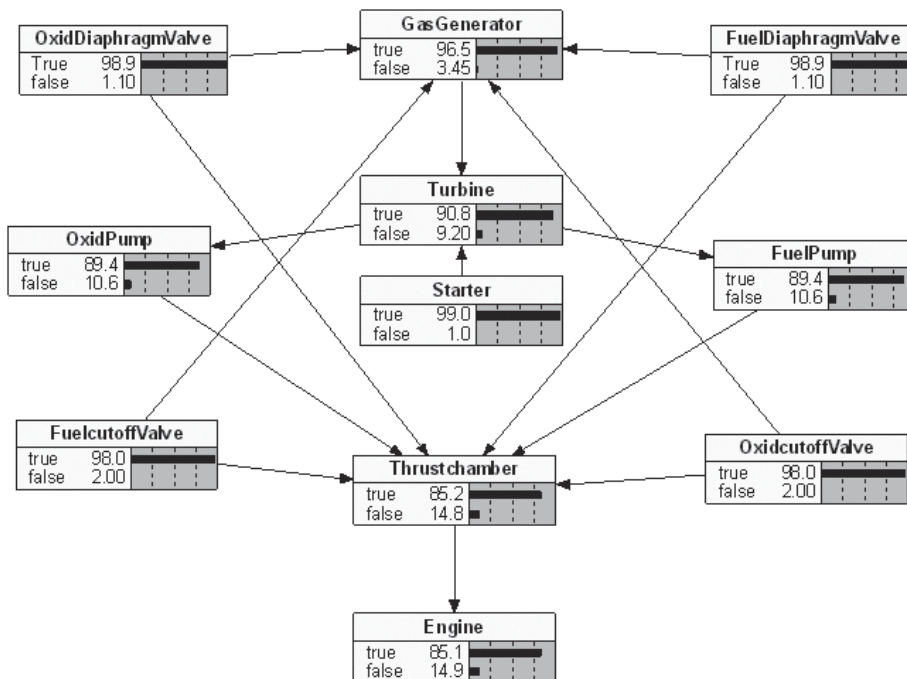 OxidDiaphragmValve
True 98.9
false 1.10
GasGenerator
true 96.5
false 3.45
FuelDiaphragmValve
True 98.9
false 1.10
Turbine
true 90.8
false 9.20
OxidPump
true 89.4
false 10.6
FuelPump
true 89.4
false 10.6
Starter
true 99.0
false 1.0
FuelcutoffValve
true 98.0
false 2.00
Thrustchamber
true 85.2
false 14.8
OxidcutoffValve
true 98.0
false 2.00
Engine
true 85.1
false 14.9